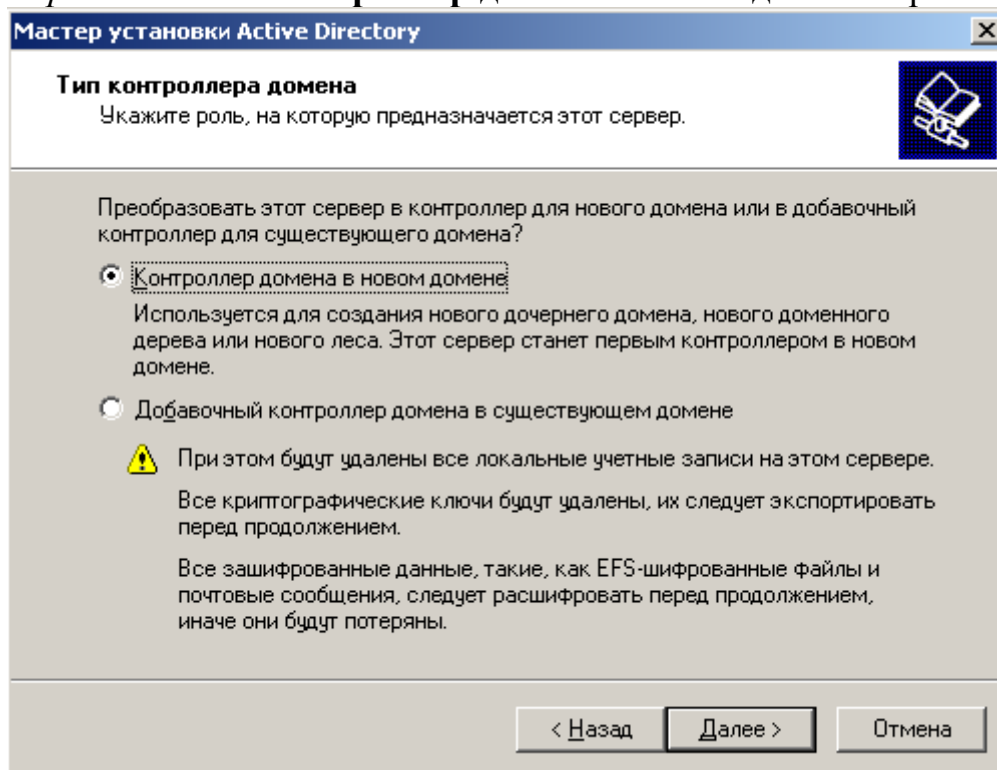 Мастер установки Active Directory
Тип контроллера домена
Укажите роль, на которую предназначается этот сервер.
Преобразовать этот сервер в контроллер для нового домена или в добавочный
контроллер для существующего домена?
Контроллер домена в новом домене
Используется для создания нового дочернего домена, нового доменного
дерева или нового леса. Этот сервер станет первым контроллером в новом
домене.
Добавочный контроллер домена в существующем домене
При этом будут удалены все локальные учетные записи на этом сервере.
Все криптографические ключи будут удалены, их следует экспортировать
перед продолжением.
Все зашифрованные данные, такие, как EFS-шифрованные файлы и
почтовые сообщения, следует расшифровать перед продолжением,
иначе они будут потеряны.
< Назад Далее > Отмена